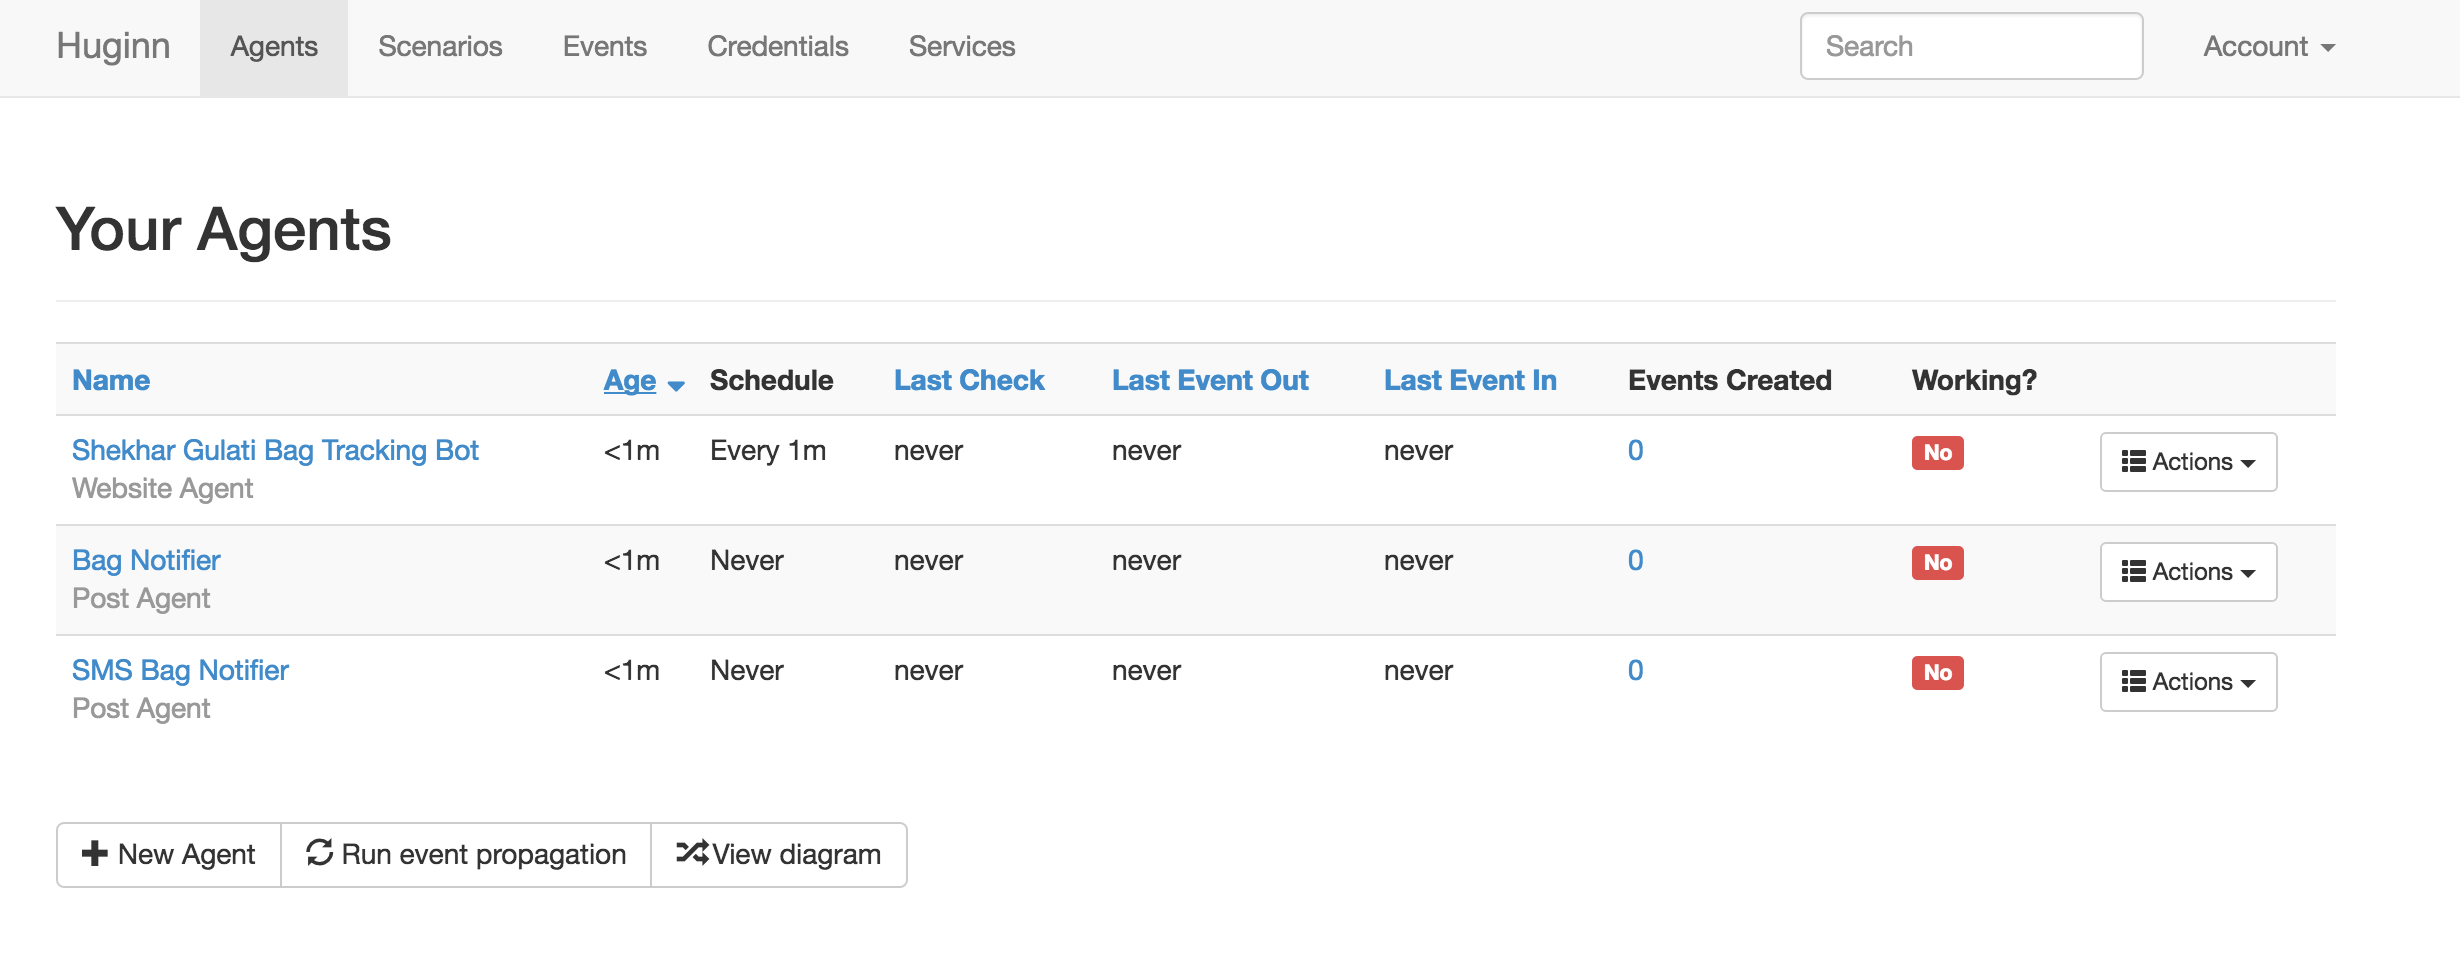 Huginn Agents Scenarios Events Credentials Services Search Account
Your Agents
Name Age Schedule Last Check Last Event Out Last Event In Events Created Working?
Shekhar Gulati Bag Tracking Bot <1m Every 1m never never never 0 No Actions
Website Agent
Bag Notifier <1m Never never never never 0 No Actions
Post Agent
SMS Bag Notifier <1m Never never never never 0 No Actions
Post Agent
New Agent Run event propagation View diagram